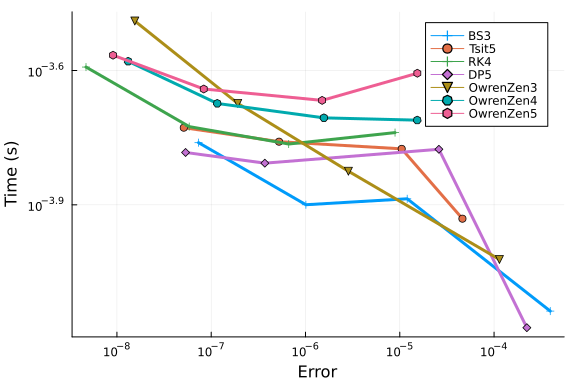 BS3
Tsit5
RK4
DP5
OwrenZen3
OwrenZen4
OwrenZen5
Time (s)
10⁻³·⁶
10⁻³·⁹
10⁻⁸ 10⁻⁷ 10⁻⁶ 10⁻⁵ 10⁻⁴
Error